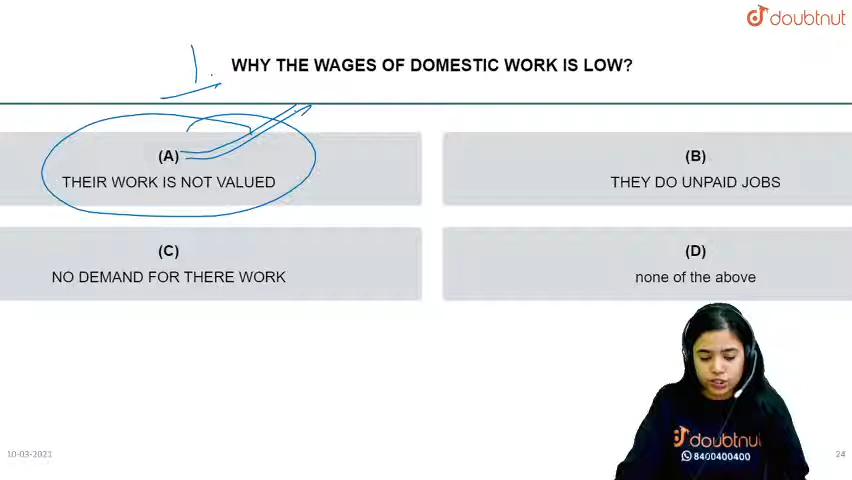 doubtnut
1.
WHY THE WAGES OF DOMESTIC WORK IS LOW?
(A)
THEIR WORK IS NOT VALUED
(B)
THEY DO UNPAID JOBS
(C)
NO DEMAND FOR THERE WORK
(D)
none of the above
doubtnut
8400400400
10-03-2021
24